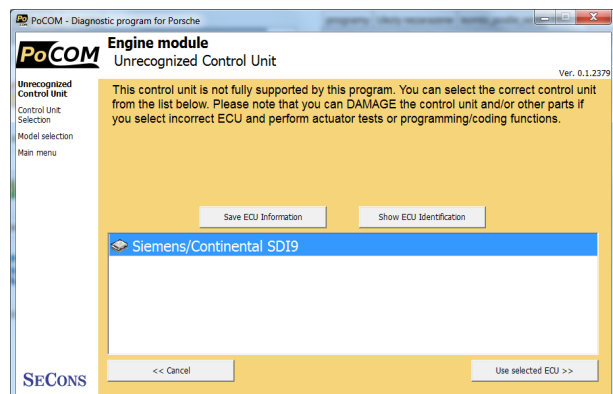 PoCOM - Diagnostic program for Porsche
PoCOM
Engine module
Unrecognized Control Unit
Ver. 0.1.2379
Unrecognized
Control Unit
Control Unit
Selection
Model selection
Main menu
This control unit is not fully supported by this program. You can select the correct control unit
from the list below. Please note that you can DAMAGE the control unit and/or other parts if
you select incorrect ECU and perform actuator tests or programming/coding functions.
Save ECU Information
Show ECU Identification
Siemens/Continental SDI9
<< Cancel
Use selected ECU >>
SECONS